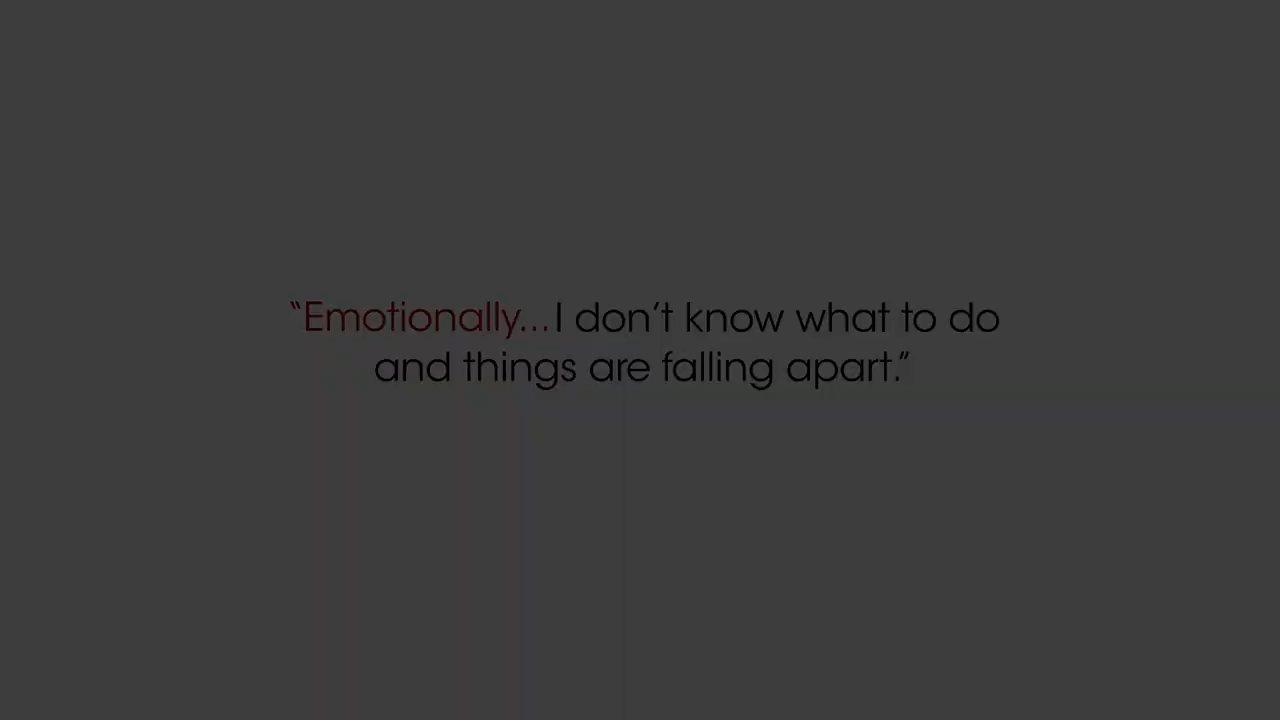 “Emotionally...I don’t know what to do
and things are falling apart.”